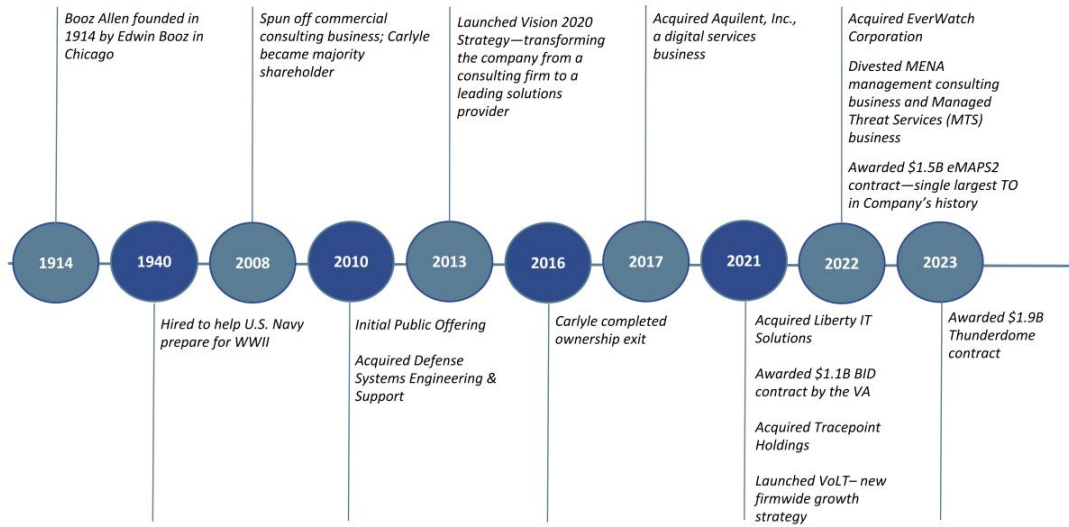 Booz Allen founded in
1914 by Edwin Booz in
Chicago
Spun off commercial
consulting business; Carlyle
became majority
shareholder
Launched Vision 2020
Strategy—transforming
the company from a
consulting firm to a
leading solutions
provider
Acquired Aquilent, Inc.,
a digital services
business
Acquired EverWatch
Corporation
Divested MENA
management consulting
business and Managed
Threat Services (MTS)
business
Awarded $1.5B eMAPS2
contract—single largest TO
in Company's history
1914
1940
2008
2010
2013
2016
2017
2021
2022
2023
Hired to help U.S. Navy
prepare for WWII
Initial Public Offering
Acquired Defense
Systems Engineering &
Support
Carlyle completed
ownership exit
Acquired Liberty IT
Solutions
Awarded $1.1B BID
contract by the VA
Acquired Tracepoint
Holdings
Launched VoLT– new
firmwide growth
strategy
Awarded $1.9B
Thunderdome
contract